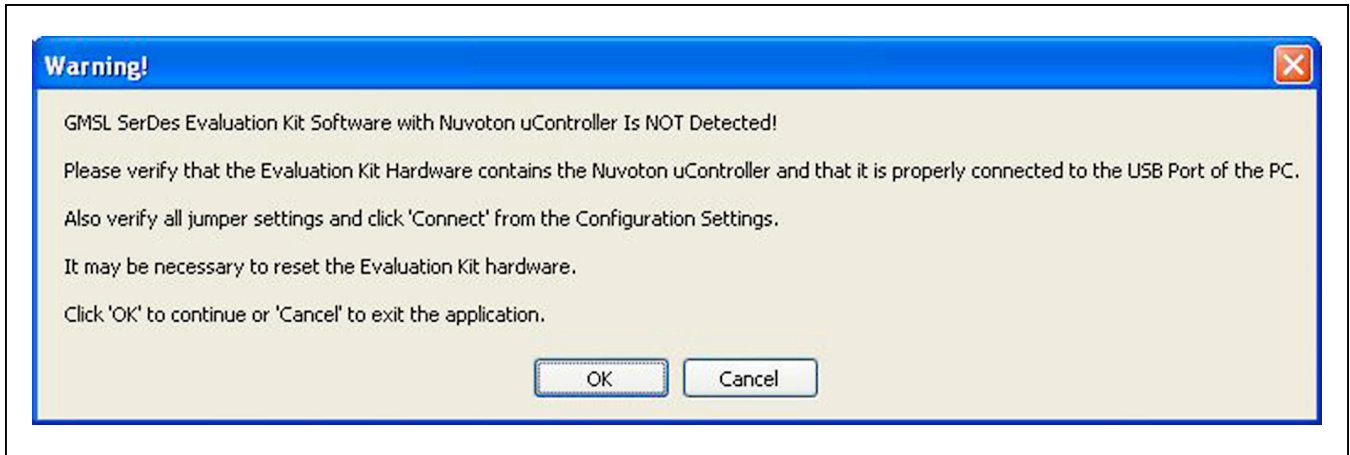 Warning!
GMSL SerDes Evaluation Kit Software with Nuvoton uController Is NOT Detected!
Please verify that the Evaluation Kit Hardware contains the Nuvoton uController and that it is properly connected to the USB Port of the PC.
Also verify all jumper settings and click 'Connect' from the Configuration Settings.
It may be necessary to reset the Evaluation Kit hardware.
Click 'OK' to continue or 'Cancel' to exit the application.
OK Cancel